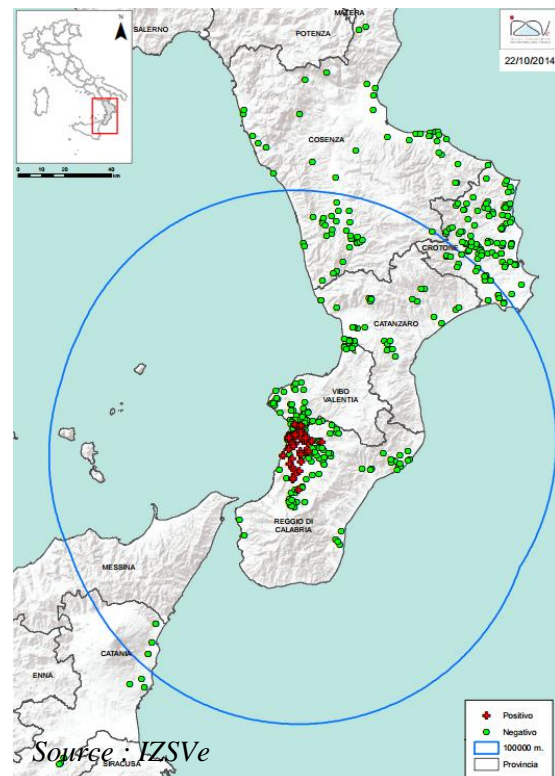 N
MATERA
SALERNO
POTENZA
22/10/2014
0
10
20
40
km
COSENZA
CROTONE
CATANZARO
VIBO
VALENTIA
REGGIO DI
CALABRIA
MESSINA
CATANIA
ENNA
SIRACUSA
Source : IZSVe
Positivo
Negativo
100000 m.
Provincia